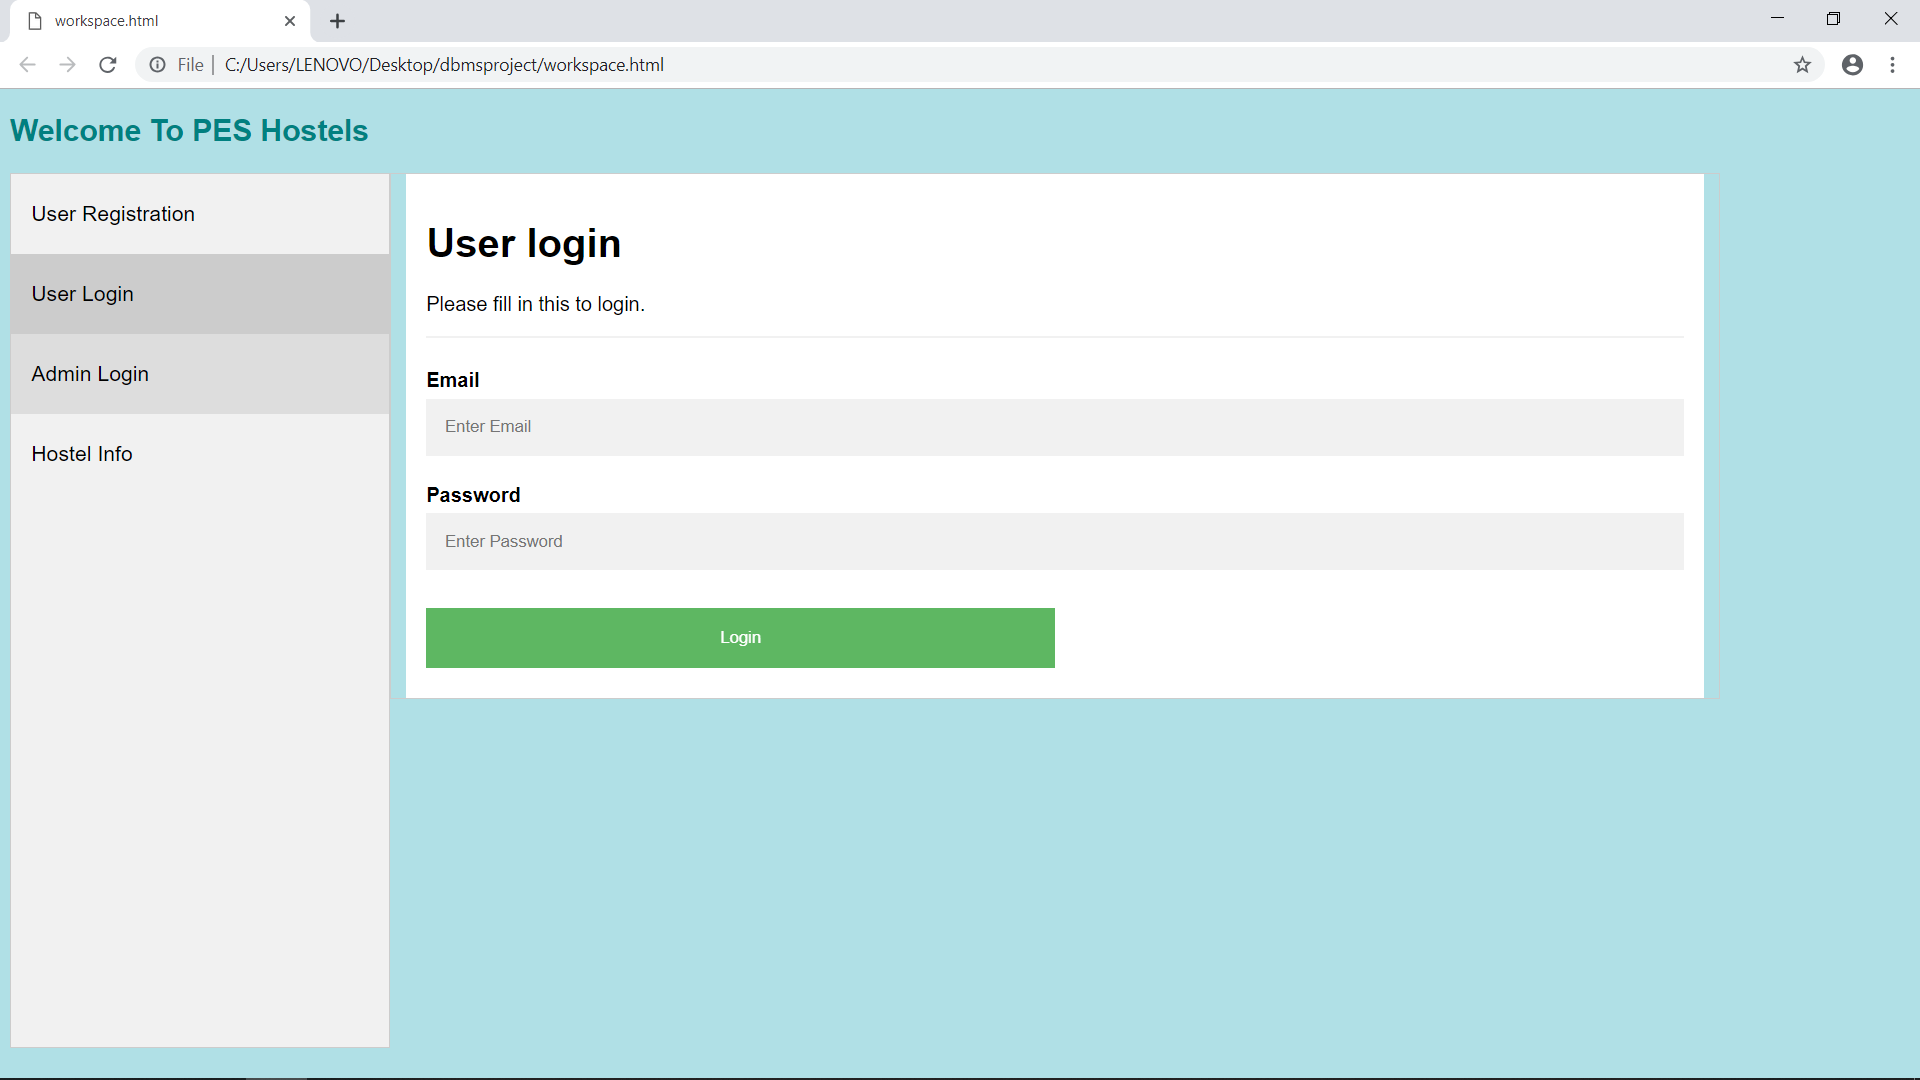 workspace.html
File | C:/Users/LENOVO/Desktop/dbmsproject/workspace.html
Welcome To PES Hostels
User Registration
User Login
Admin Login
Hostel Info
User login
Please fill in this to login.
Email
Enter Email
Password
Enter Password
Login